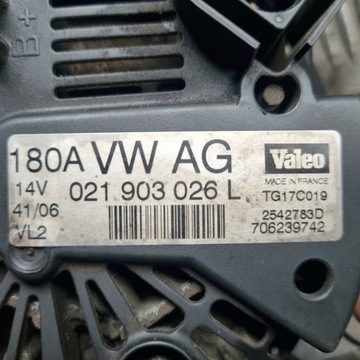 B+
180A VW AG
Valeo
MADE IN FRANCE
14V 021 903 026 L
TG17C019
41/06
2542783D
VL2
706239742